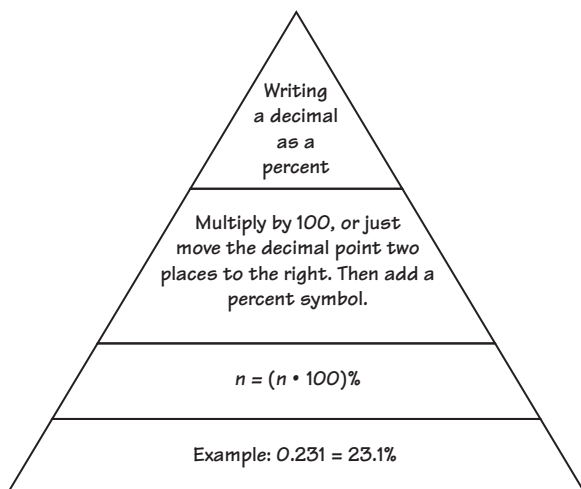 Writing
a decimal
as a
percent
Multiply by 100, or just
move the decimal point two
places to the right. Then add a
percent symbol.
n = (n • 100)%
Example: 0.231 = 23.1%